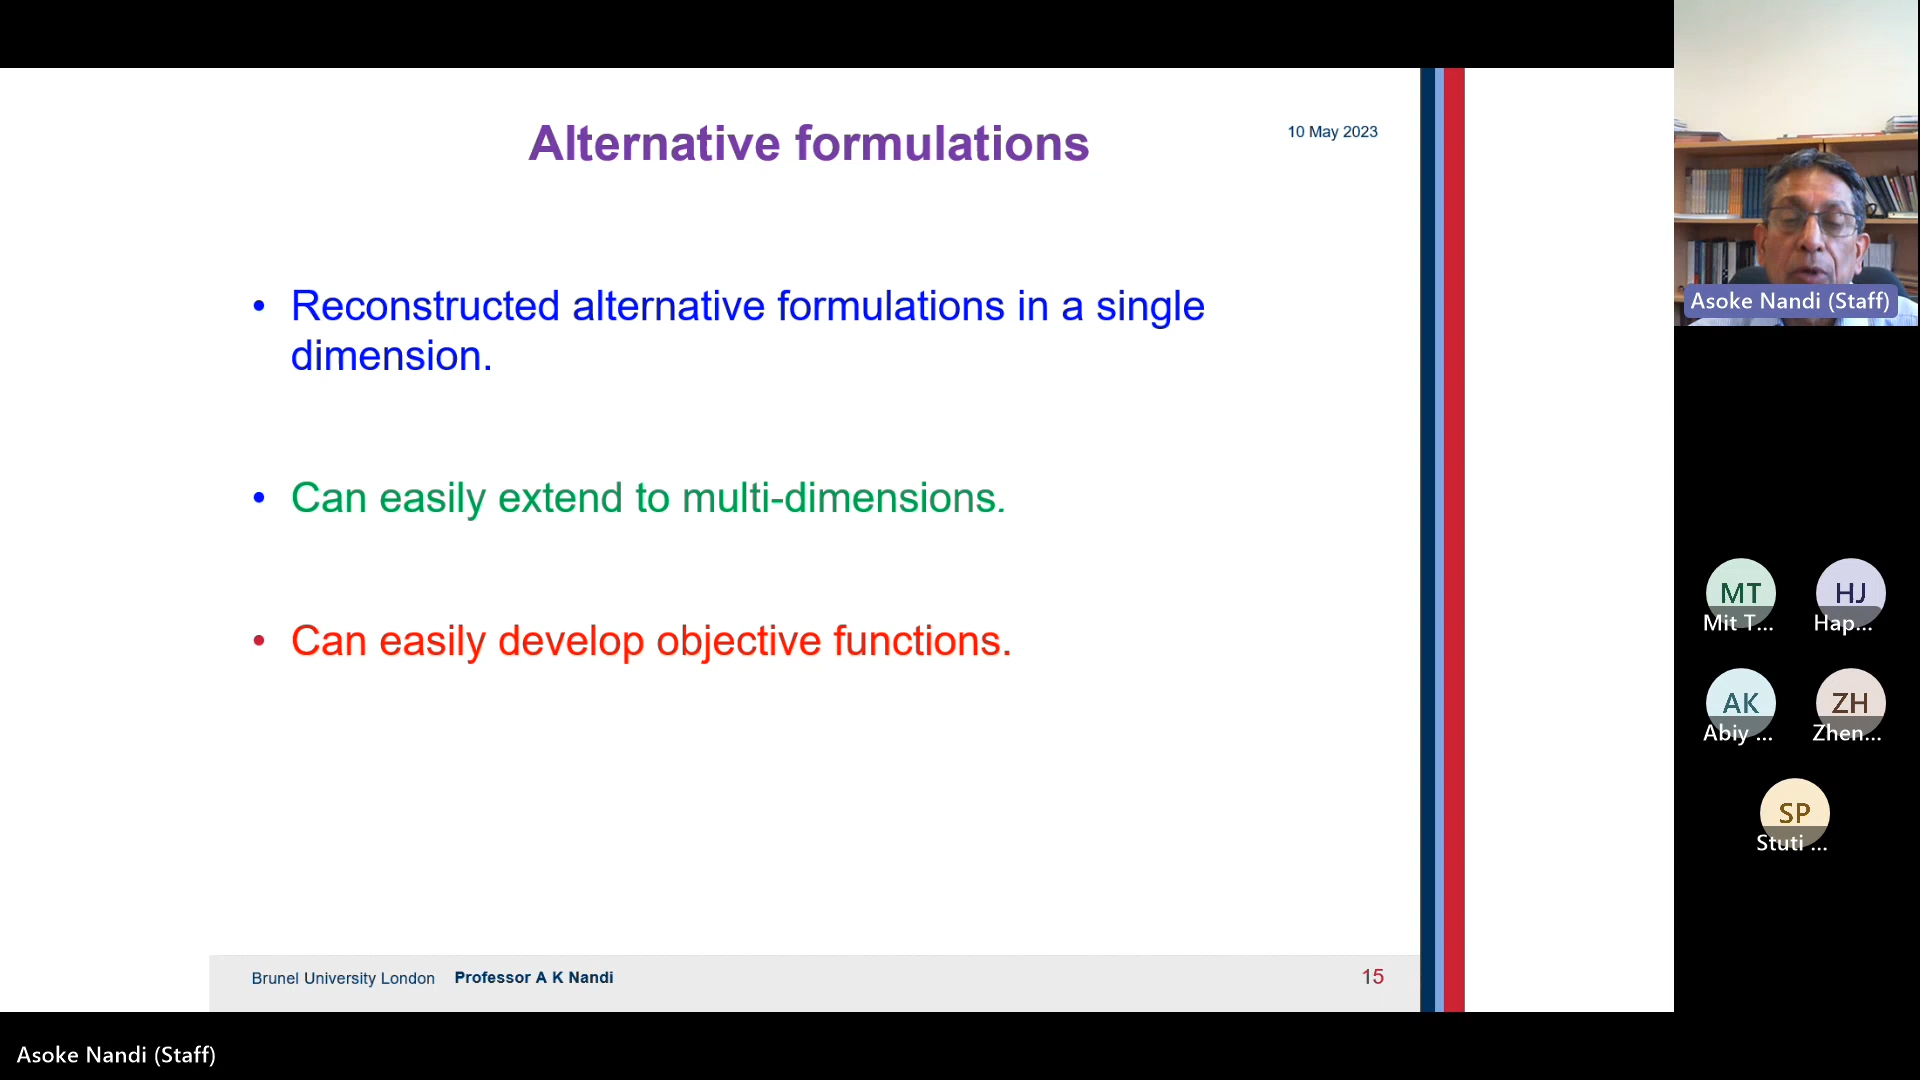 Alternative formulations
10 May 2023
• Reconstructed alternative formulations in a single
dimension.
• Can easily extend to multi-dimensions.
• Can easily develop objective functions.
Brunel University London Professor A K Nandi
15
Asoke Nandi (Staff)
MT
Mit T...
HJ
Hap...
AK
Abiy ...
ZH
Zhen...
SP
Stuti ...
Asoke Nandi (Staff)